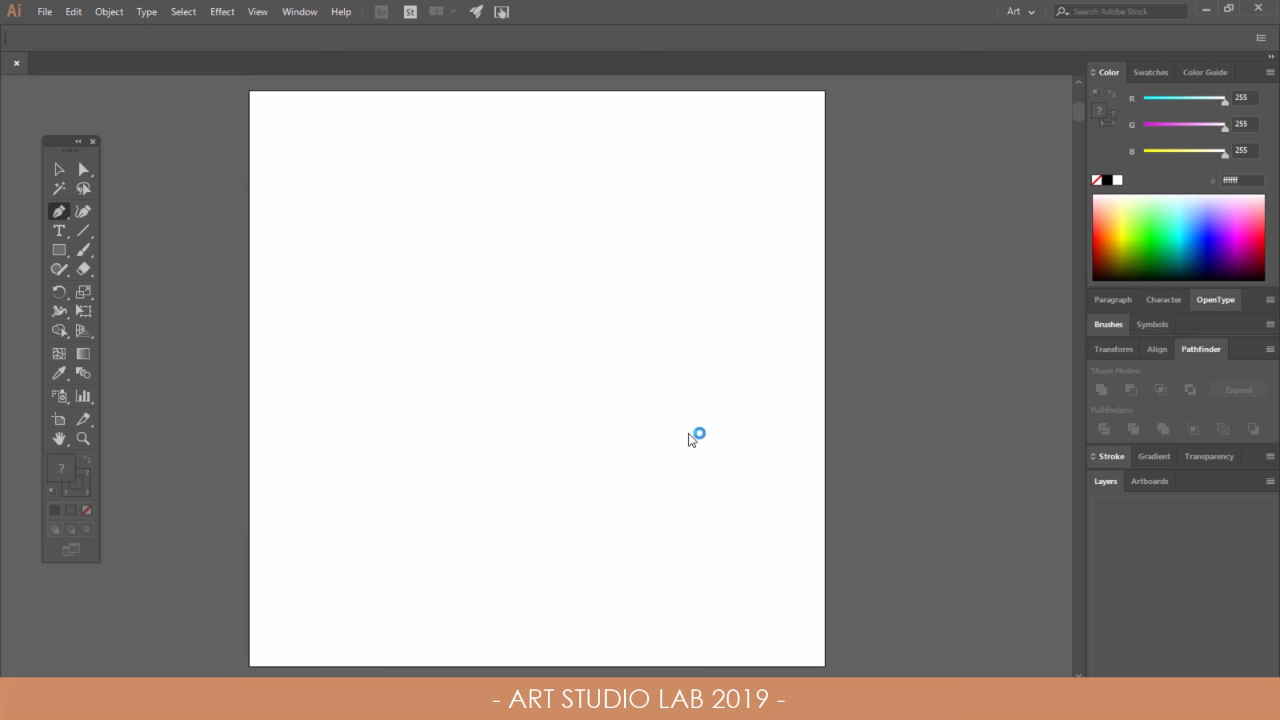 Ai File Edit Object Type Select Effect View Window Help Br St Art Search Adobe Stock
Color Swatches Color Guide
R 255
G 255
B 255
# ffffff
Paragraph Character OpenType
Brushes Symbols
Transform Align Pathfinder
Shape Modes:
Expand
Pathfinders:
Stroke Gradient Transparency
Layers Artboards
- ART STUDIO LAB 2019 -